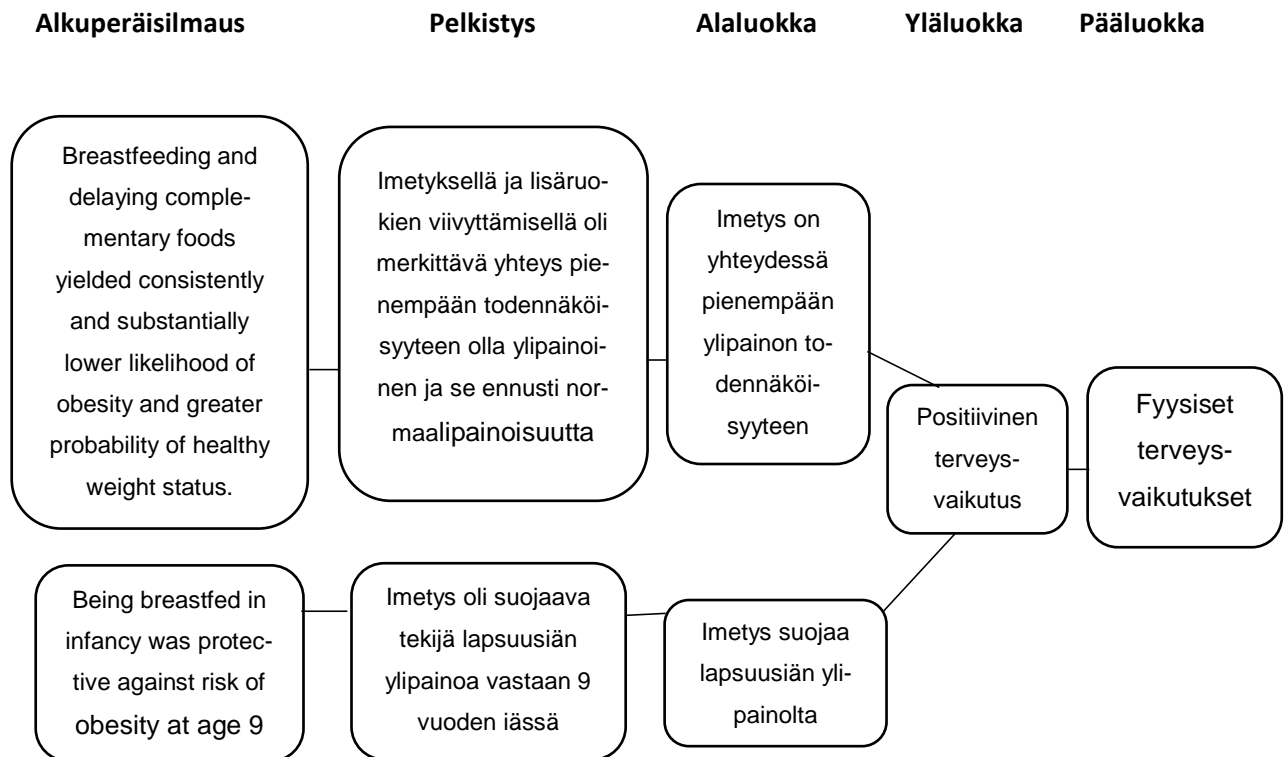 Alkuperäisilmaus Pelkistys Alaluokka Yläluokka Pääluokka
Breastfeeding and
delaying comple-
mentary foods
yielded consistently
and substantially
lower likelihood of
obesity and greater
probability of healthy
weight status.
Imetyksellä ja lisäruo-
kien viivyttämisellä oli
merkittävä yhteys pie-
nempään todennäköi-
syyteen olla ylipainoi-
nen ja se ennusti nor-
maalipainoisuutta
Imetys on
yhteydessä
pienempään
ylipainon to-
dennäköi-
syyteen
Positiivinen
terveys-
vaikutus
Fyysiset
terveys-
vaikutukset
Being breastfed in
infancy was protec-
tive against risk of
obesity at age 9
Imetys oli suojaava
tekijä lapsuusiän
ylipainoa vastaan 9
vuoden iässä
Imetys suojaa
lapsuusiän yli-
painolta